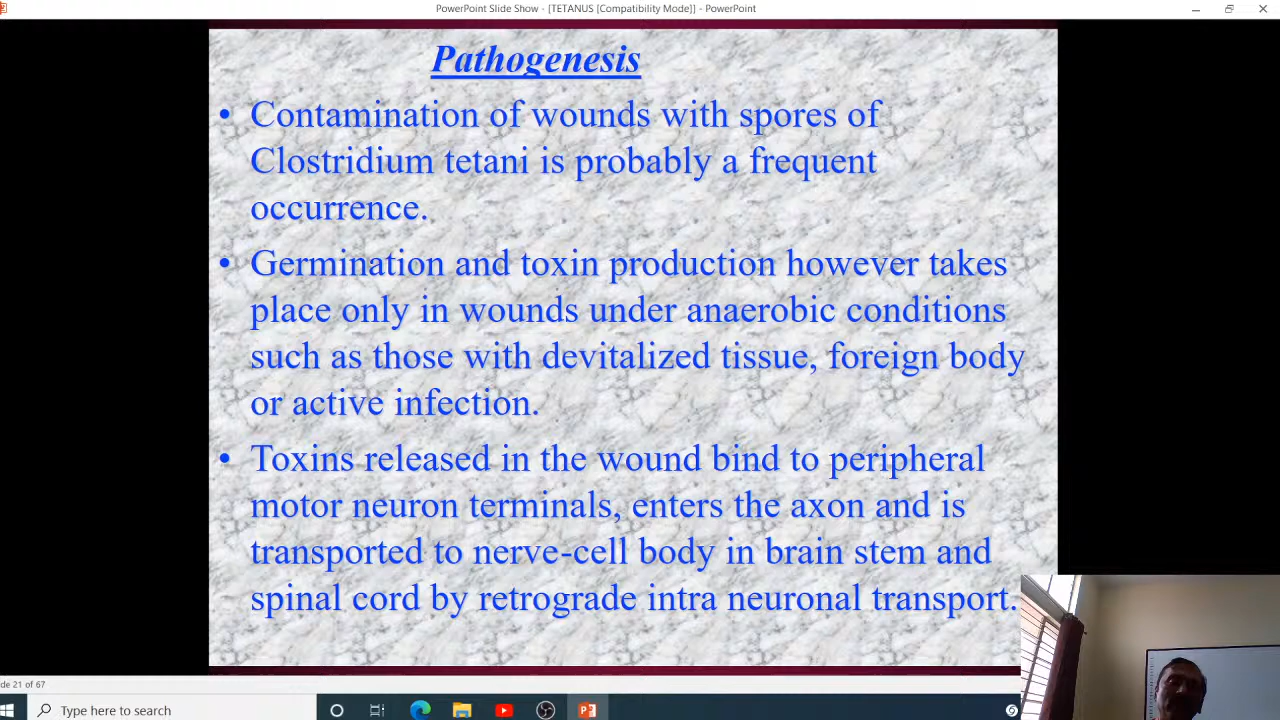 PowerPoint Slide Show - [TETANUS [Compatibility Mode]] - PowerPoint
Pathogenesis
• Contamination of wounds with spores of
Clostridium tetani is probably a frequent
occurrence.
• Germination and toxin production however takes
place only in wounds under anaerobic conditions
such as those with devitalized tissue, foreign body
or active infection.
• Toxins released in the wound bind to peripheral
motor neuron terminals, enters the axon and is
transported to nerve-cell body in brain stem and
spinal cord by retrograde intra neuronal transport.
de 21 of 67
Type here to search